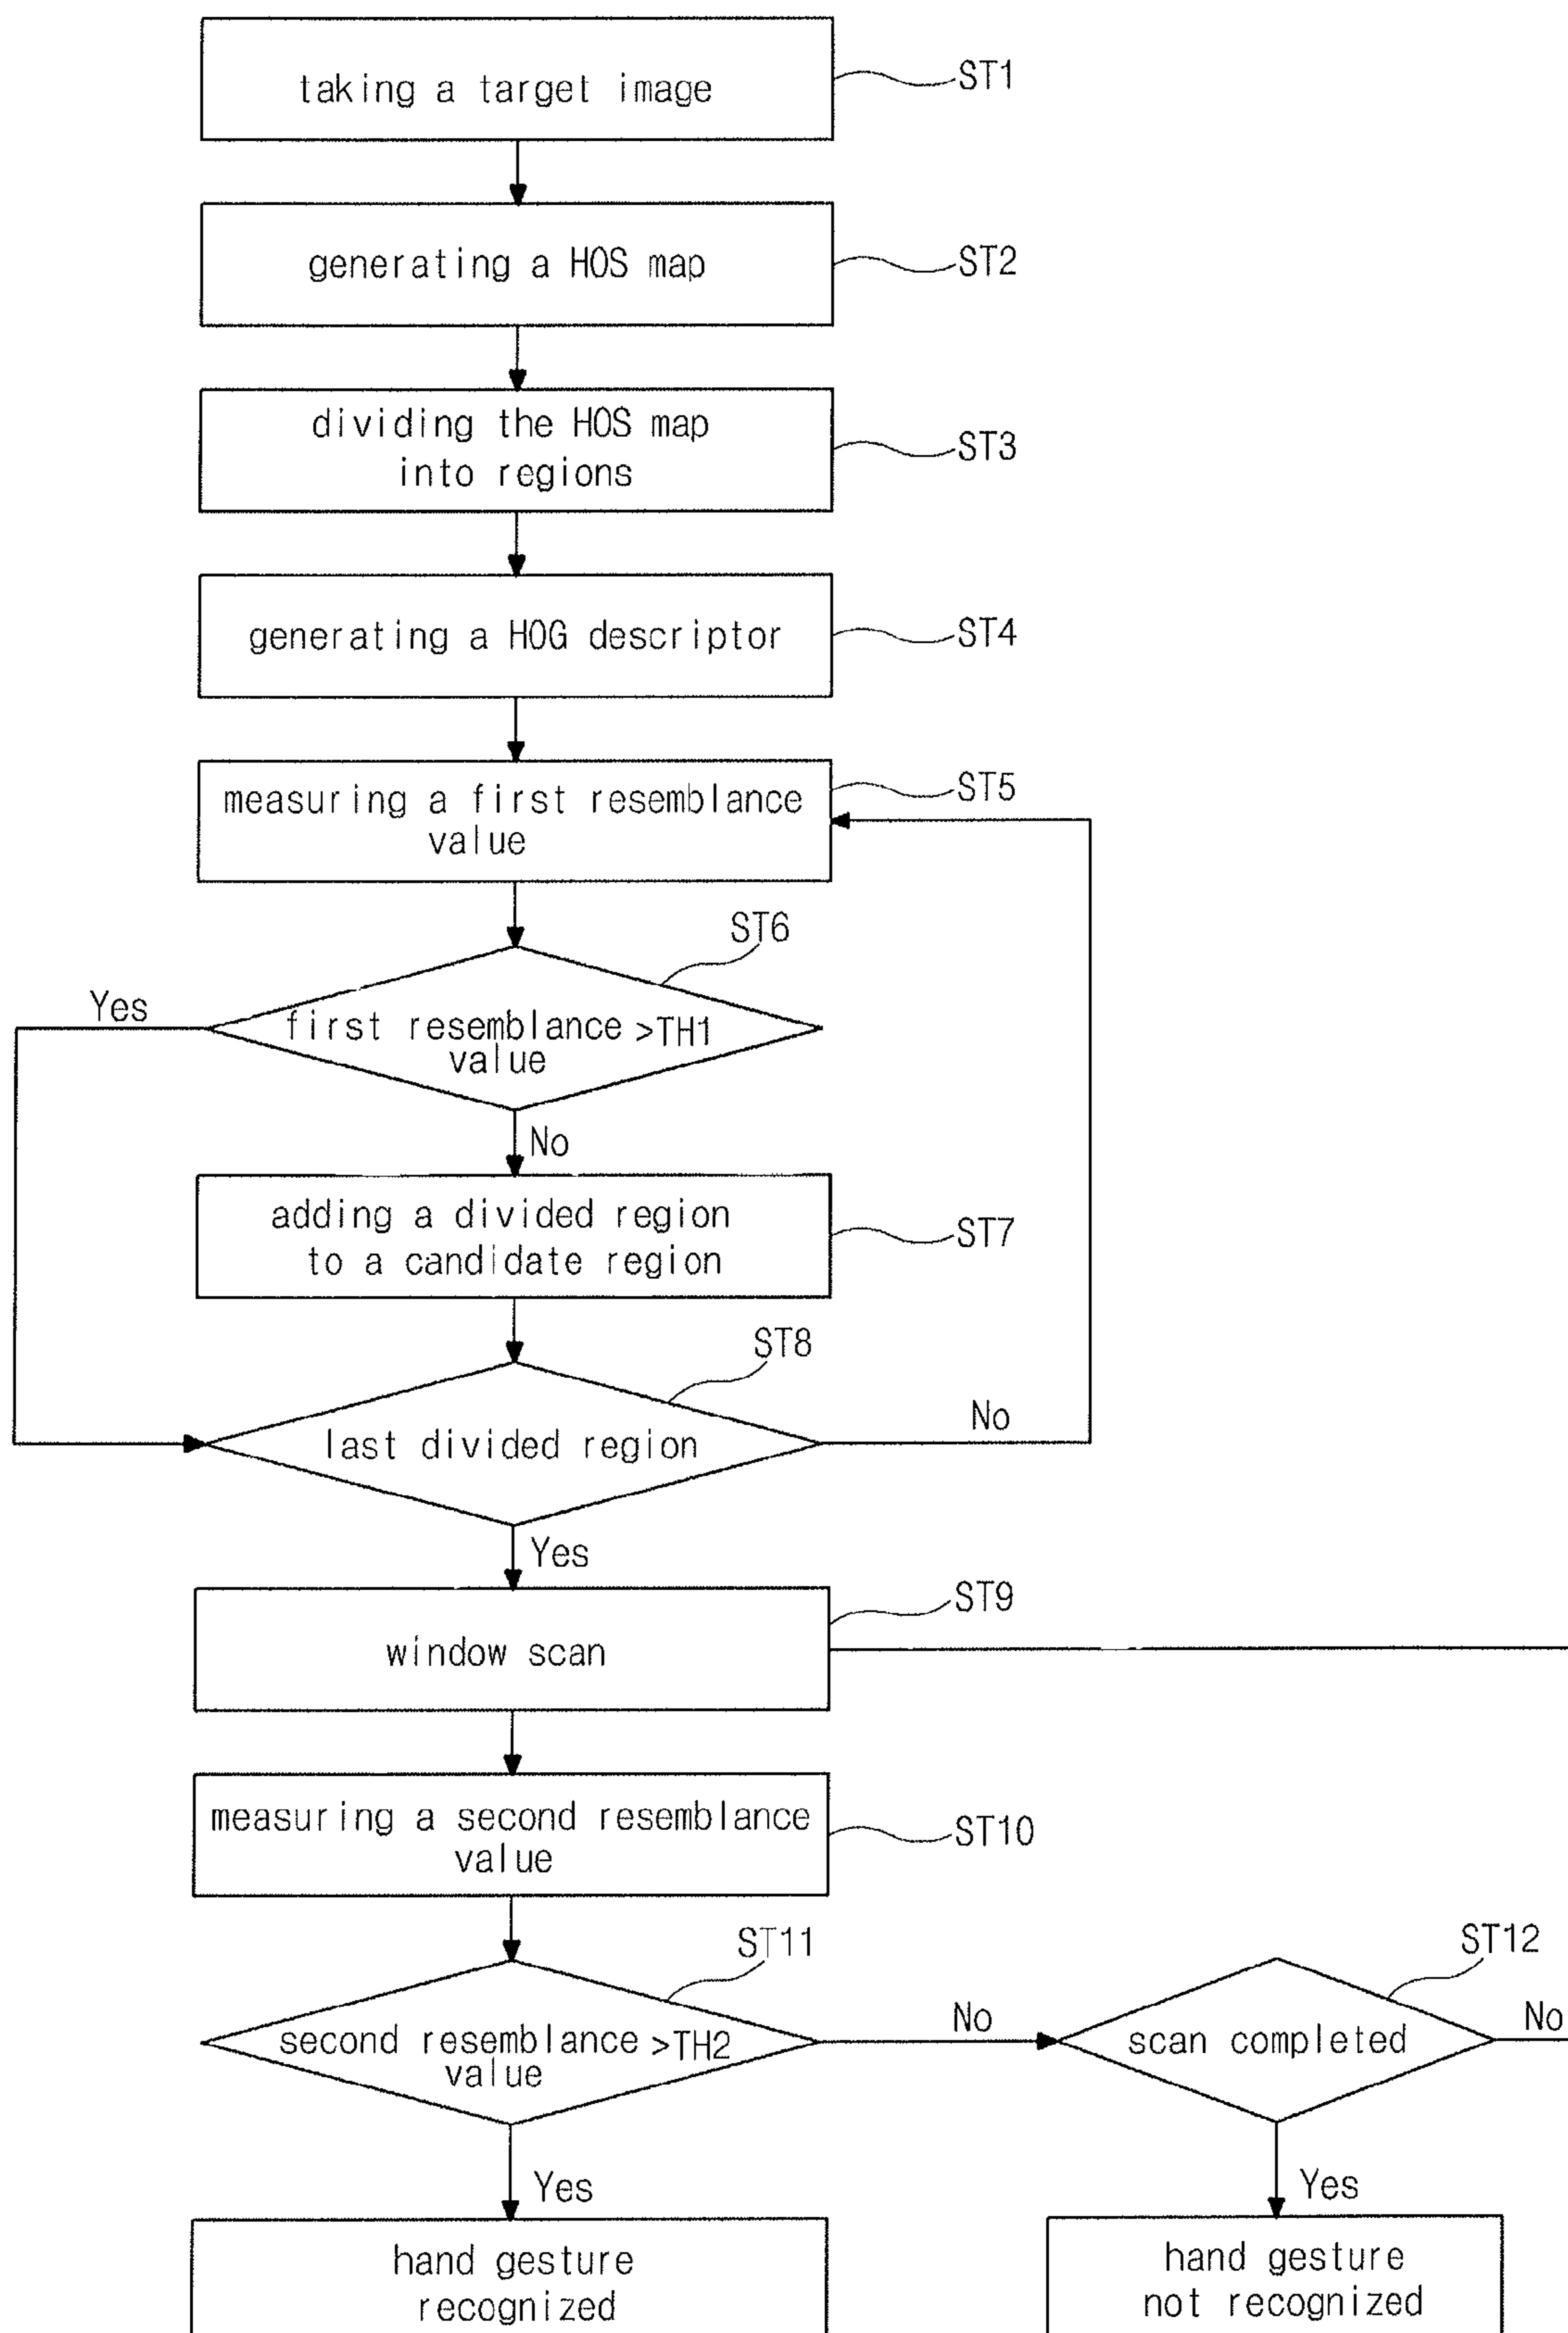 taking a target image
ST1
generating a HOS map
ST2
dividing the HOS map
into regions
ST3
generating a HOG descriptor
ST4
measuring a first resemblance
value
ST5
ST6
Yes
first resemblance >TH1
value
No
adding a divided region
to a candidate region
ST7
ST8
last divided region
No
Yes
window scan
ST9
measuring a second resemblance
value
ST10
ST11
second resemblance >TH2
value
No
ST12
scan completed
No
Yes
Yes
hand gesture
recognized
hand gesture
not recognized